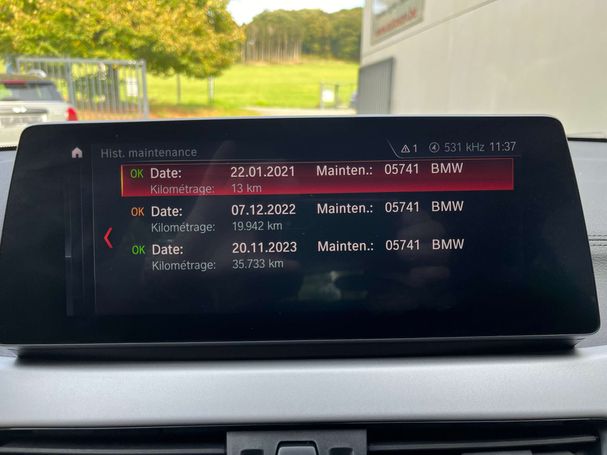 Hist. maintenance
1 531 kHz 11:37
OK Date: 22.01.2021 Mainten.: 05741 BMW
Kilométrage: 13 km
OK Date: 07.12.2022 Mainten.: 05741 BMW
Kilométrage: 19.942 km
OK Date: 20.11.2023 Mainten.: 05741 BMW
Kilométrage: 35.733 km